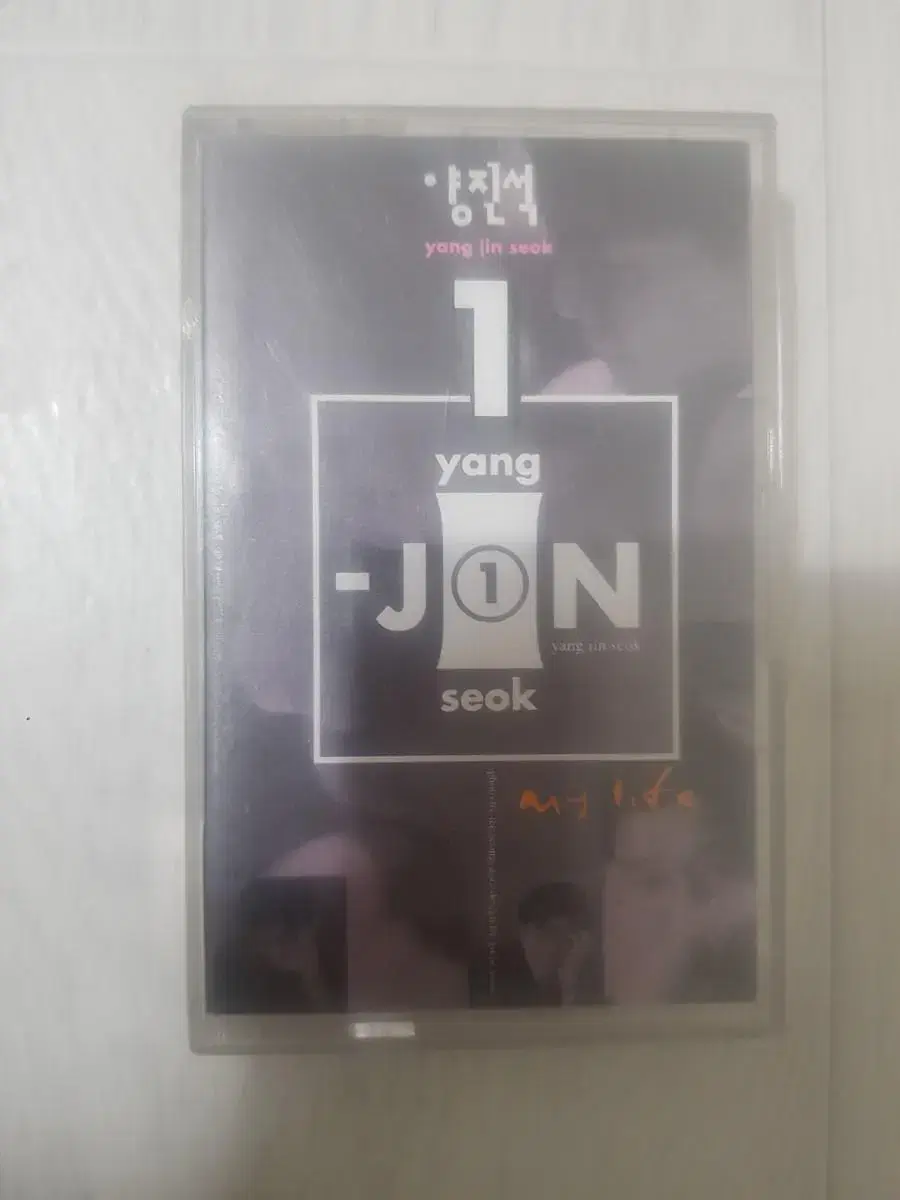 양진석
yang jin seok
1
yang
-J1N
yang jin seok
seok
my life